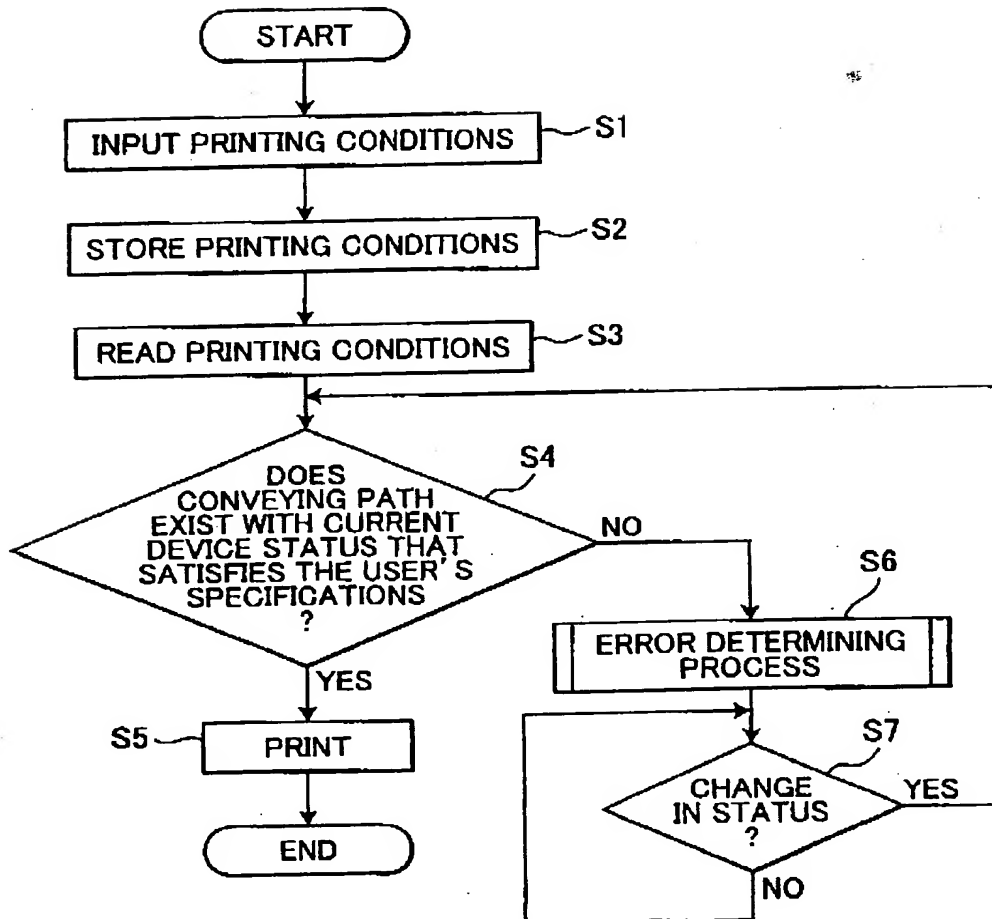 START
INPUT PRINTING CONDITIONS
S1
STORE PRINTING CONDITIONS
S2
READ PRINTING CONDITIONS
S3
DOES
CONVEYING PATH
EXIST WITH CURRENT
DEVICE STATUS THAT
SATISFIES THE USER'S
SPECIFICATIONS
?
S4
NO
YES
S6
ERROR DETERMINING
PROCESS
S5
PRINT
S7
CHANGE
IN STATUS
?
YES
NO
END